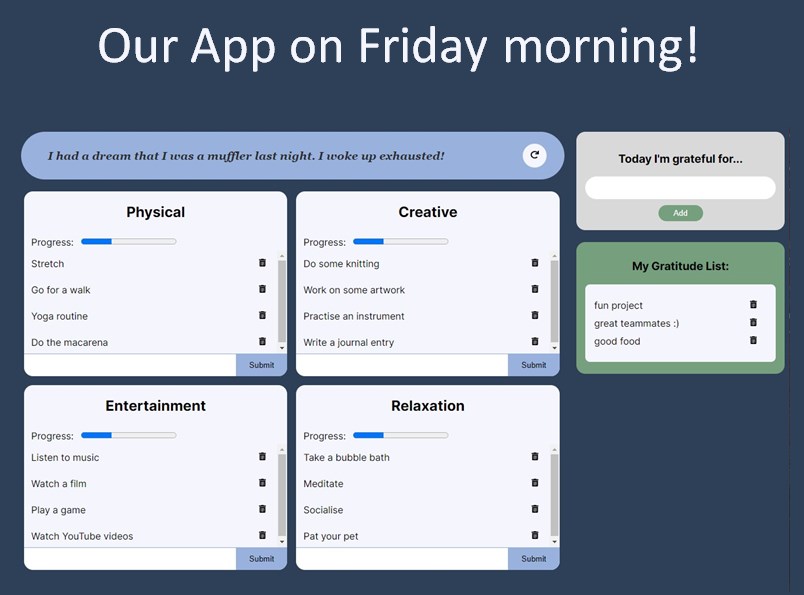 Our App on Friday morning!
I had a dream that I was a muffler last night. I woke up exhausted!
Physical
Progress:
Stretch
Go for a walk
Yoga routine
Do the macarena
Submit
Creative
Progress:
Do some knitting
Work on some artwork
Practise an instrument
Write a journal entry
Submit
Entertainment
Progress:
Listen to music
Watch a film
Play a game
Watch YouTube videos
Submit
Relaxation
Progress:
Take a bubble bath
Meditate
Socialise
Pat your pet
Submit
Today I'm grateful for...
Add
My Gratitude List:
fun project
great teammates :)
good food